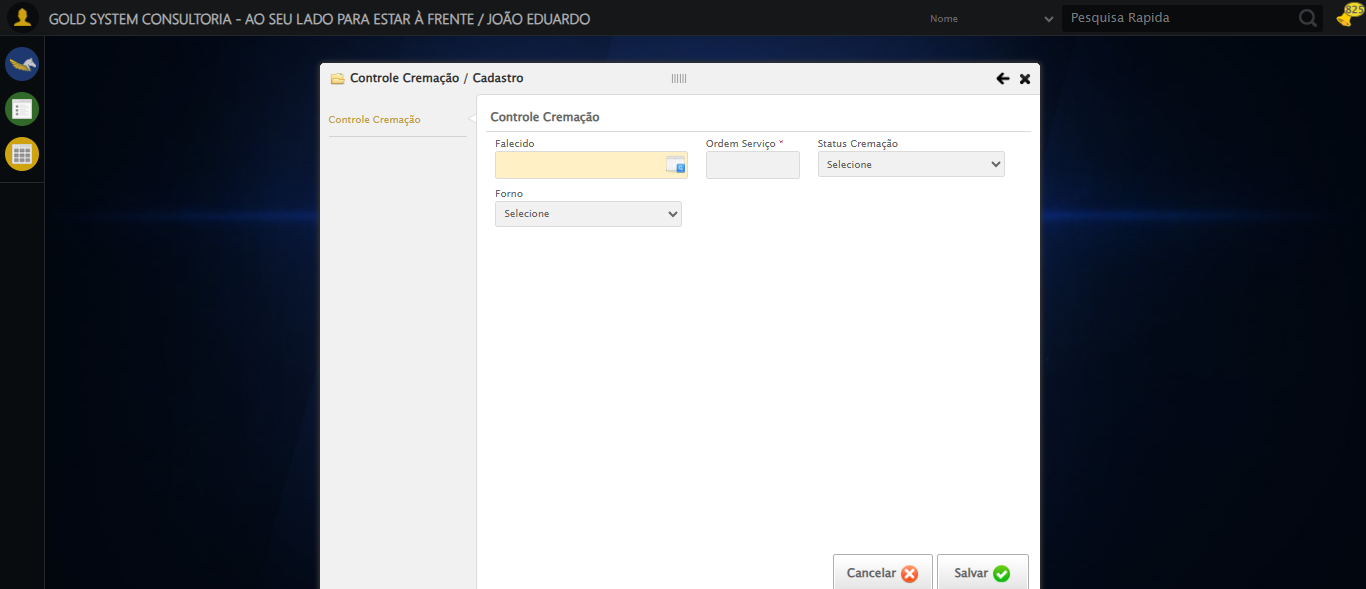 GOLD SYSTEM CONSULTORIA - AO SEU LADO PARA ESTAR À FRENTE / JOÃO EDUARDO
Nome
Pesquisa Rapida
825
Controle Cremação / Cadastro
Controle Cremação
Controle Cremação
Falecido
Ordem Serviço *
Status Cremação
Selecione
Forno
Selecione
Cancelar
Salvar